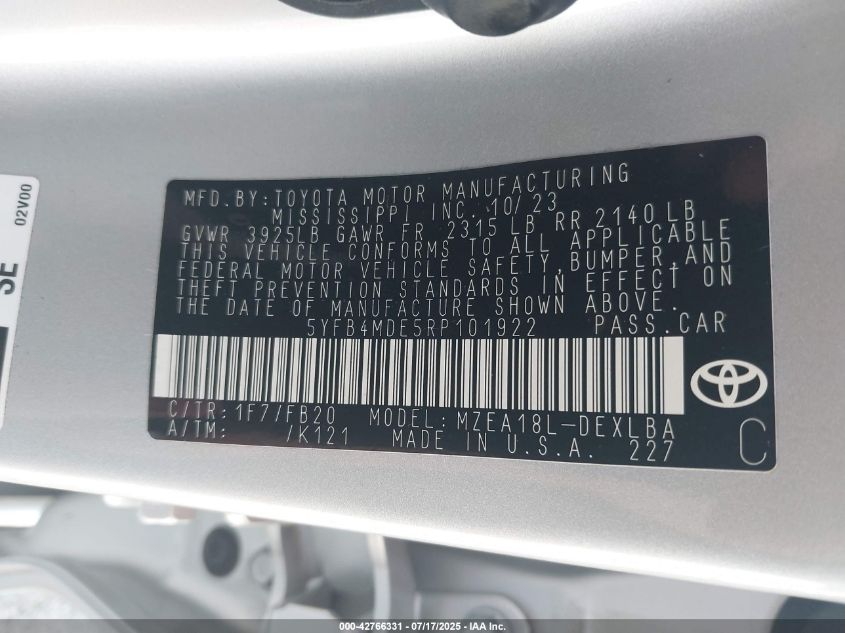 MFD.BY:TOYOTA MOTOR MANUFACTURING
MISSISSIPPI INC. 10/23
GVWR 3925LB GAWR FR 2315 LB RR 2140 LB
THIS VEHICLE CONFORMS TO ALL APPLICABLE
FEDERAL MOTOR VEHICLE SAFETY, BUMPER, AND
THEFT PREVENTION STANDARDS IN EFFECT ON
THE DATE OF MANUFACTURE SHOWN ABOVE.
5YFB4MDE5RP101922 PASS.CAR
C/TR: 1F7/FB20 MODEL: MZEA18L-DEXLBA
A/TM: /K121 MADE IN U.S.A. 227
C
SE
02V00
000-42766331 - 07/17/2025 - IAA Inc.